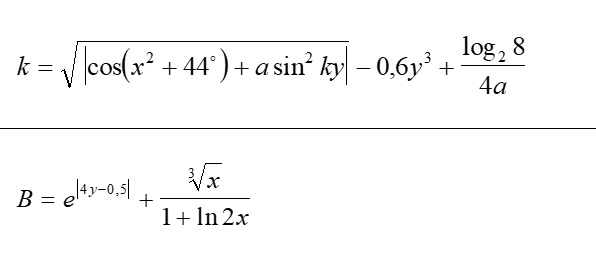 k = √|cos(x² + 44°) + a sin² ky| − 0,6y³ + log₂ 8 / 4a
B = e^|4y−0,5| + ∛x / 1 + ln 2x